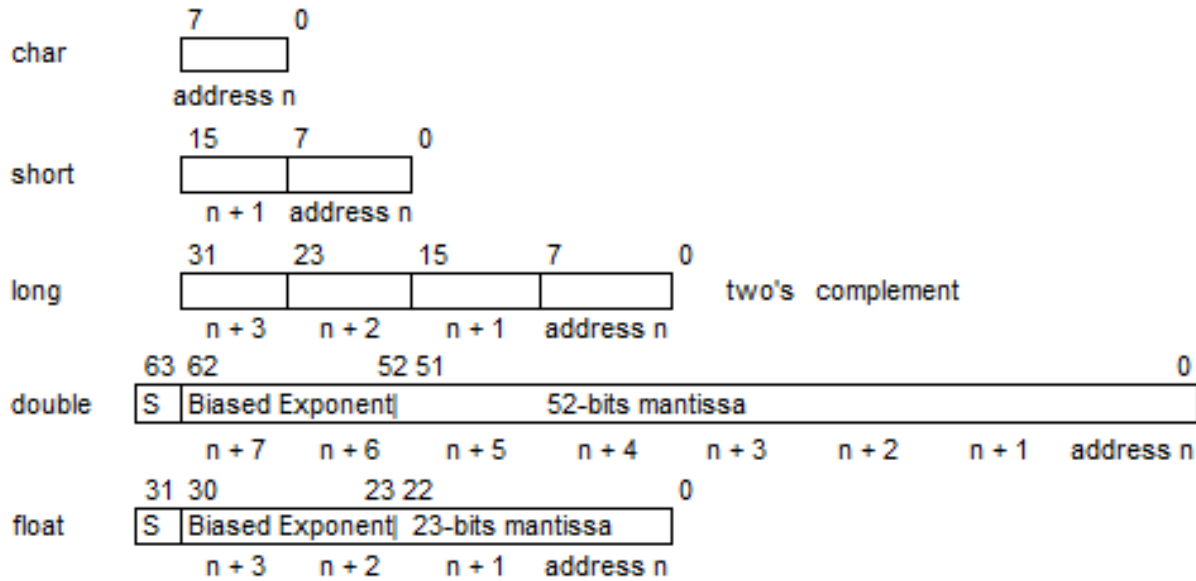 7 0
char
address n
15 7 0
short
n + 1 address n
31 23 15 7 0
long two's complement
n + 3 n + 2 n + 1 address n
63 62 52 51 0
double S Biased Exponent 52-bits mantissa
n + 7 n + 6 n + 5 n + 4 n + 3 n + 2 n + 1 address n
31 30 23 22 0
float S Biased Exponent 23-bits mantissa
n + 3 n + 2 n + 1 address n